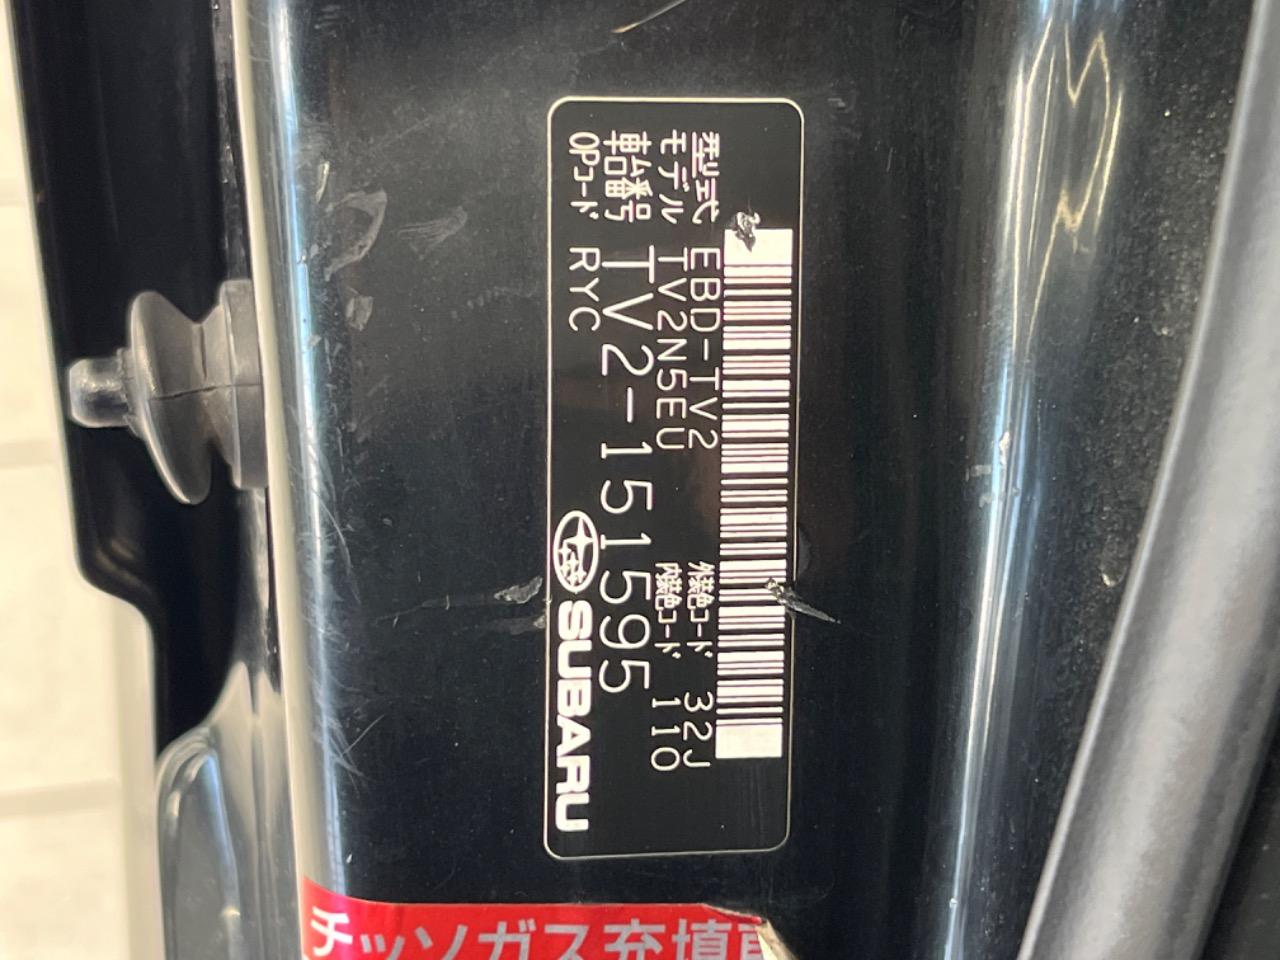 型式 EBD-TV2
外装色コード 32J
モデル TV2N5EU
内装色コード 110
車台番号 TV2-151595
OPコード RYC
SUBARU
チッソガス充填